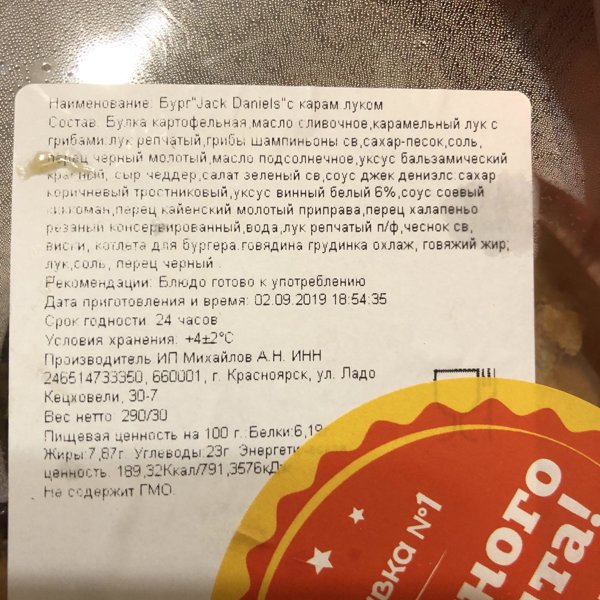 Наименование: Бург"Jack Daniels"с карам.луком
Состав: Булка картофельная,масло сливочное,карамельный лук с
грибами:лук репчатый,грибы шампиньоны св,сахар-песок,соль,
перец черный молотый,масло подсолнечное,уксус бальзамический
красный, сыр чеддер,салат зеленый св,соус джек дениэлс:сахар
коричневый тростниковый,уксус винный белый 6%,соус соевый
киккоман,перец кайенский молотый приправа,перец халапеньо
резаный консервированный,вода,лук репчатый п/ф,чеснок св,
виски, котлета для бургера:говядина грудинка охлаж, говяжий жир,
лук,соль, перец черный .
Рекомендации: Блюдо готово к употреблению
Дата приготовления и время: 02.09.2019 18:54:35
Срок годности: 24 часов
Условия хранения: +4±2°С
Производитель:ИП Михайлов А.Н. ИНН
246514733350, 660001, г. Красноярск, ул. Ладо
Кецховели, 30-7
Вес нетто: 290/30
Пищевая ценность на 100 г.:Белки:6,19
Жиры:7,87г. Углеводы:23г. Энергети
ценность: 189,32Ккал/791,3576кДж
Не содержит ГМО.
вка №1
ного
та!